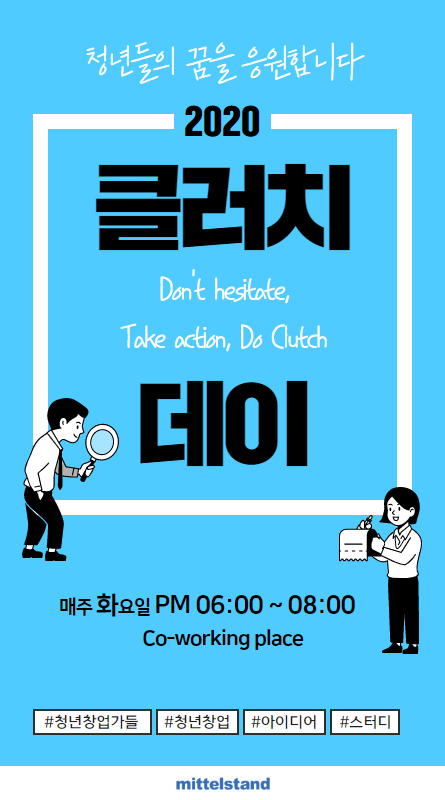 청년들의 꿈을 응원합니다
2020
클러치
Don't hesitate,
Take action, Do Clutch
데이
매주 화요일 PM 06:00 ~ 08:00
Co-working place
#청년창업가들 #청년창업 #아이디어 #스터디
mittelstand